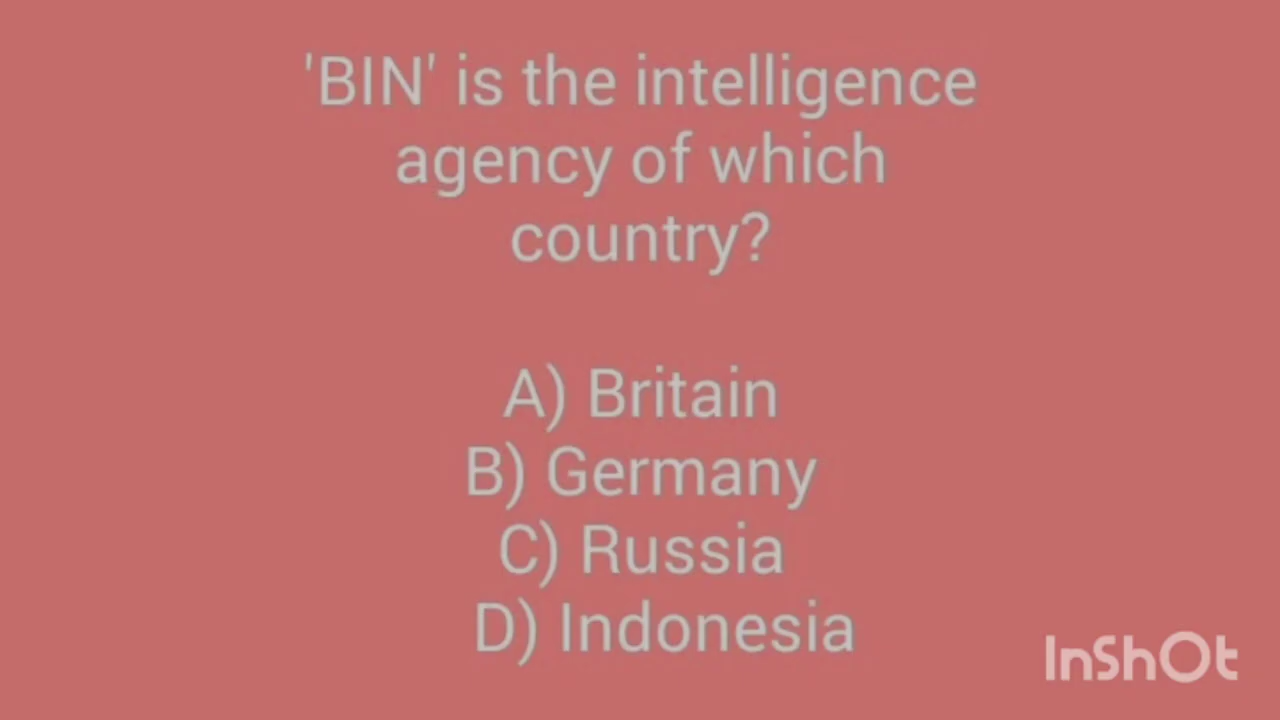 'BIN' is the intelligence
agency of which
country?
A) Britain
B) Germany
C) Russia
D) Indonesia
InShOt